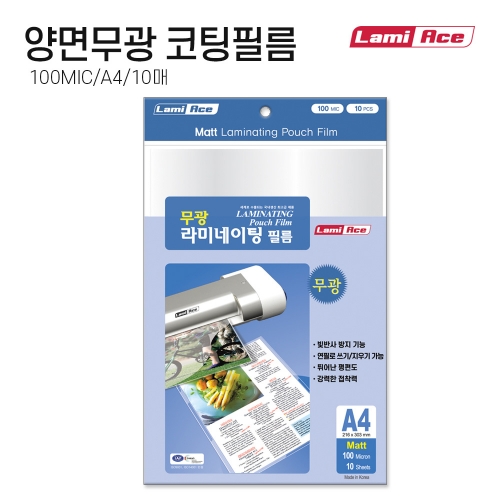 양면무광 코팅필름
100MIC/A4/10매
Lami Ace
Lami Ace
100 MIC
10 PCS
Matt Laminating Pouch Film
LAMINATING
Pouch Film
무광
라미네이팅 필름
Lami Ace
무광
Lami Ace
· 빛반사 방지 기능
· 연필로 쓰기/지우기 가능
· 뛰어난 평편도
· 강력한 접착력
A4
216 x 303 mm
Matt
100 Micron
10 Sheets
Made in Korea